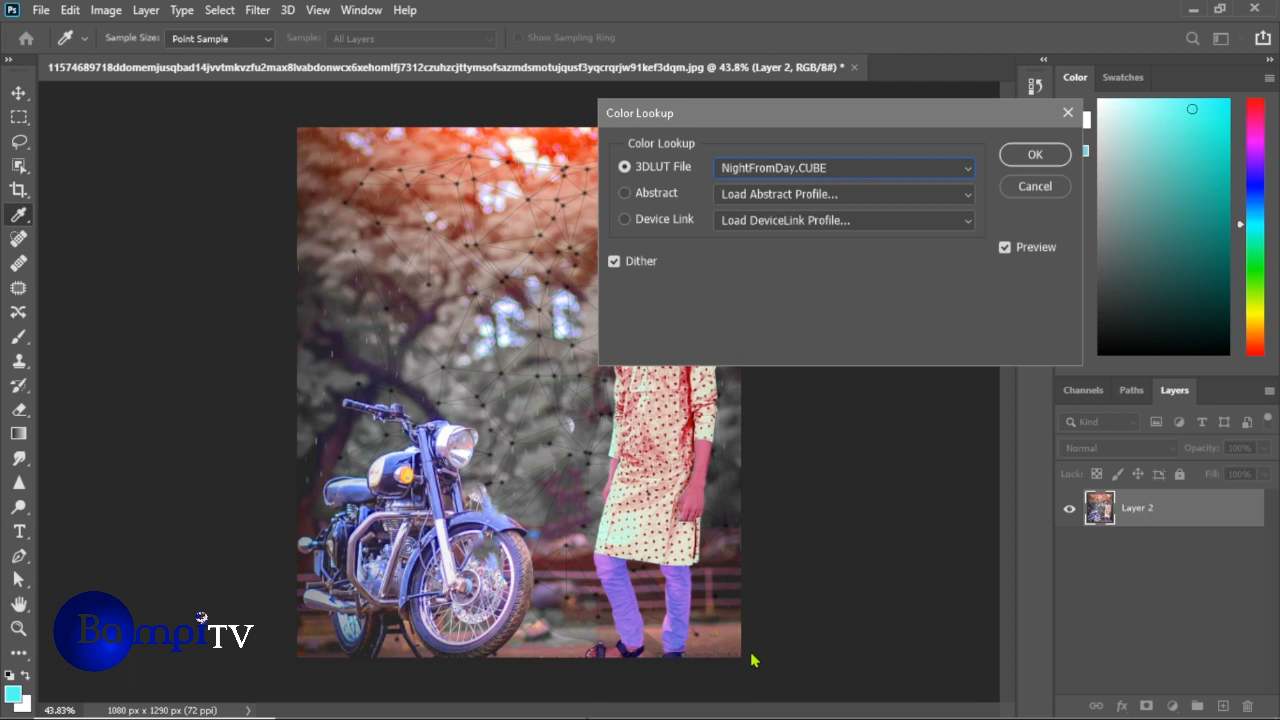 Ps File Edit Image Layer Type Select Filter 3D View Window Help
Sample Size: Point Sample Sample: All Layers Show Sampling Ring
11574689718ddomemjusqbad14jvvtmkvzfu2max8lvabdonwcx6xehomlfj7312czuhzcjttymsofsazmdsmotujqusf3yqcrqrjw91kef3dqm.jpg @ 43.8% (Layer 2, RGB/8#) *
Color Swatches
Color Lookup
Color Lookup
3DLUT File NightFromDay.CUBE
OK
Abstract Load Abstract Profile...
Cancel
Device Link Load DeviceLink Profile...
Preview
Dither
Channels Paths Layers
Kind
Normal Opacity: 100%
Lock: Fill: 100%
Layer 2
Bampi TV
43.83% 1080 px x 1290 px (72 ppi)